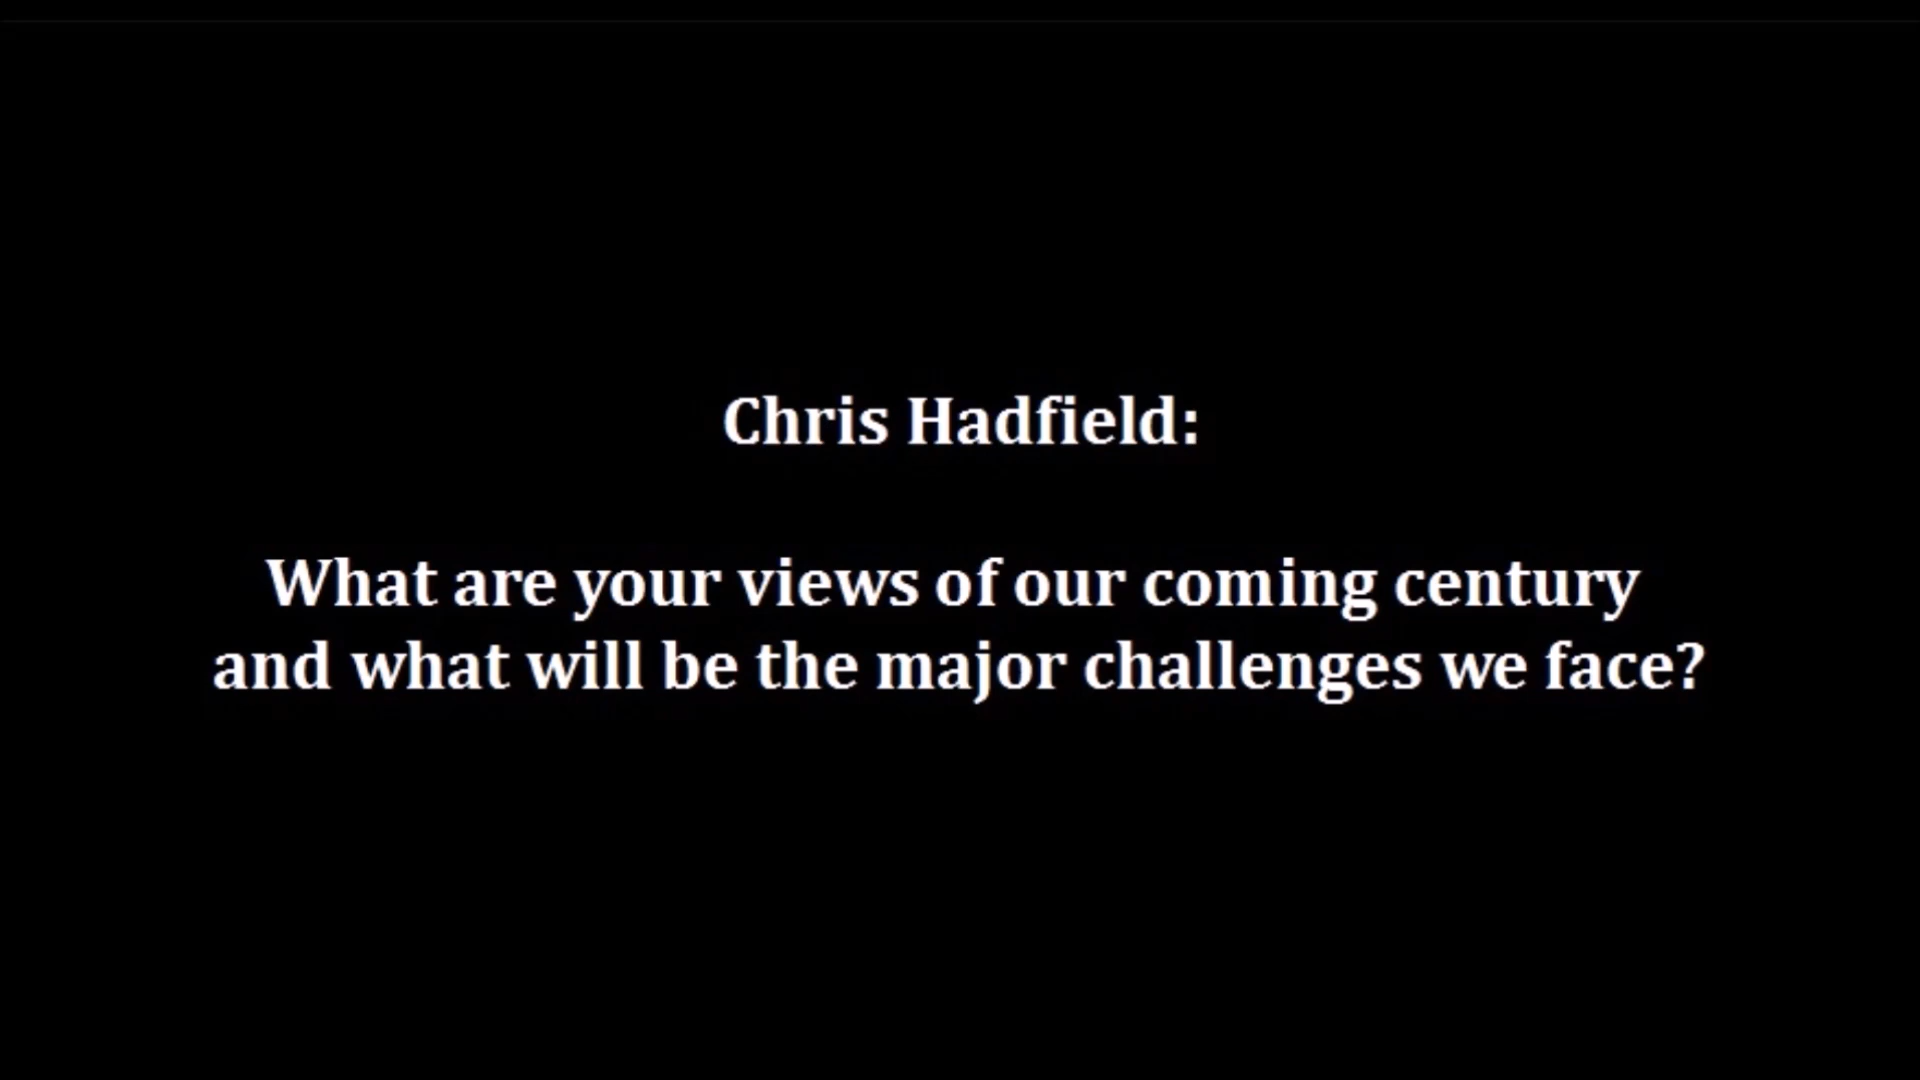 Chris Hadfield:
What are your views of our coming century
and what will be the major challenges we face?